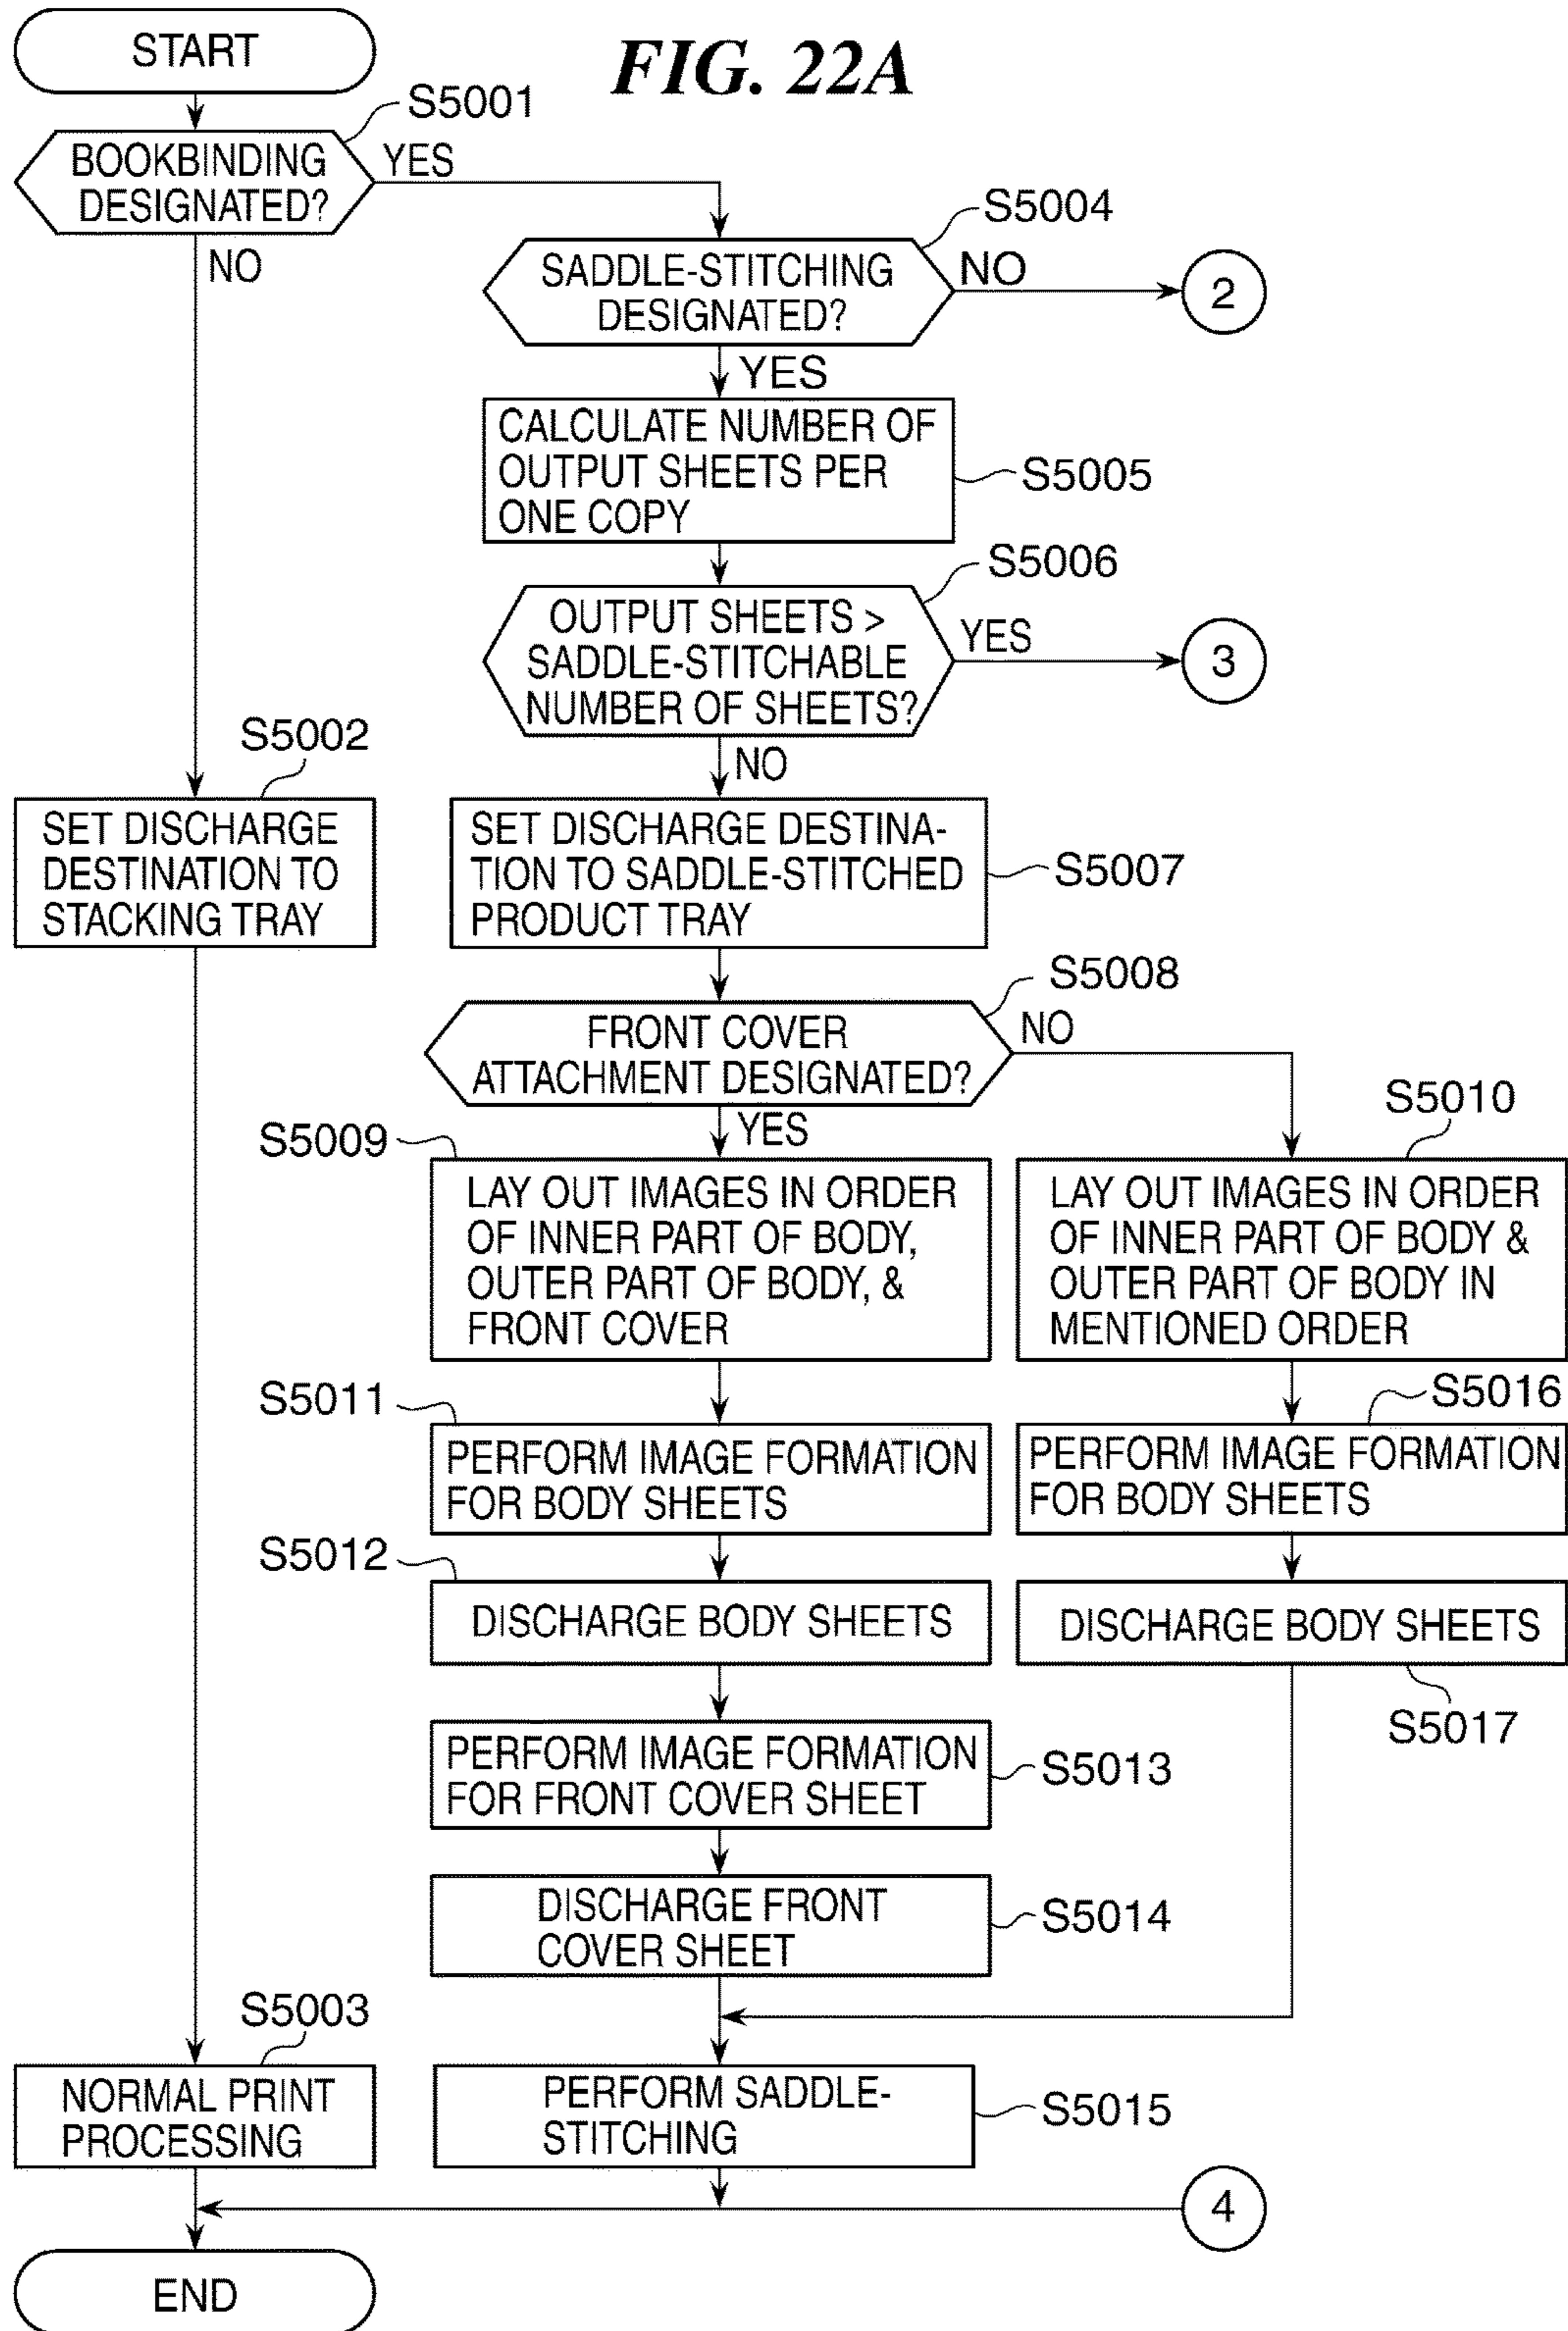 START
FIG. 22A
S5001
BOOKBINDING
DESIGNATED?
YES
NO
S5004
SADDLE-STITCHING
DESIGNATED?
NO
2
YES
CALCULATE NUMBER OF
OUTPUT SHEETS PER
ONE COPY
S5005
S5006
OUTPUT SHEETS >
SADDLE-STITCHABLE
NUMBER OF SHEETS?
YES
3
NO
S5002
SET DISCHARGE
DESTINATION TO
STACKING TRAY
SET DISCHARGE DESTINA-
TION TO SADDLE-STITCHED
PRODUCT TRAY
S5007
S5008
FRONT COVER
ATTACHMENT DESIGNATED?
NO
YES
S5009
LAY OUT IMAGES IN ORDER
OF INNER PART OF BODY,
OUTER PART OF BODY, &
FRONT COVER
S5010
LAY OUT IMAGES IN ORDER
OF INNER PART OF BODY &
OUTER PART OF BODY IN
MENTIONED ORDER
S5011
PERFORM IMAGE FORMATION
FOR BODY SHEETS
S5016
PERFORM IMAGE FORMATION
FOR BODY SHEETS
S5012
DISCHARGE BODY SHEETS
DISCHARGE BODY SHEETS
S5017
PERFORM IMAGE FORMATION
FOR FRONT COVER SHEET
S5013
DISCHARGE FRONT
COVER SHEET
S5014
S5003
NORMAL PRINT
PROCESSING
PERFORM SADDLE-
STITCHING
S5015
4
END